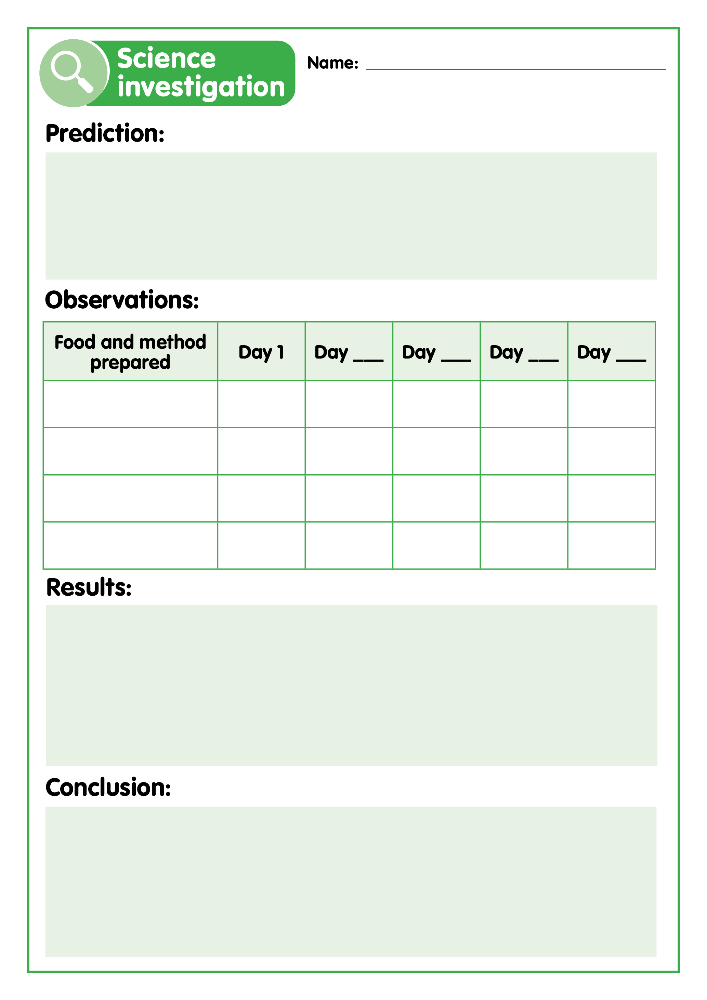 Science
investigation
Name:
Prediction:
Observations:
Food and method
prepared
Day 1
Day ___
Day ___
Day ___
Day ___
Results:
Conclusion: